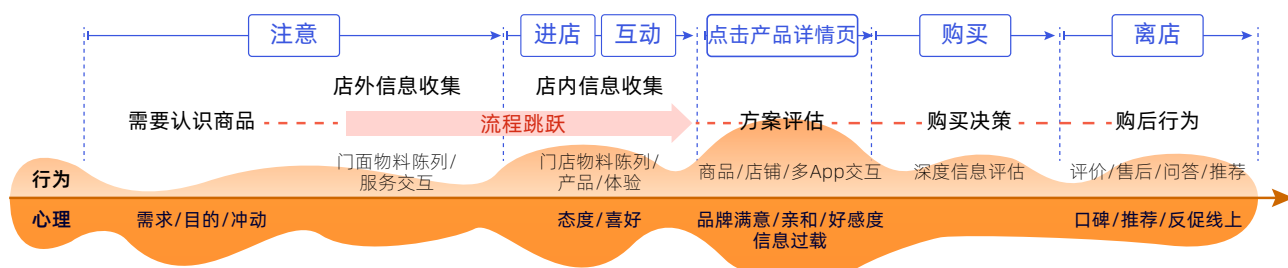 注意
进店
互动
点击产品详情页
购买
离店
店外信息收集
店内信息收集
需要认识商品
流程跳跃
方案评估
购买决策
购后行为
行为
门面物料陈列/
服务交互
门店物料陈列/
产品/体验
商品/店铺/多App交互
深度信息评估
评价/售后/问答/推荐
心理
需求/目的/冲动
态度/喜好
品牌满意/亲和/好感度
信息过载
口碑/推荐/反促线上